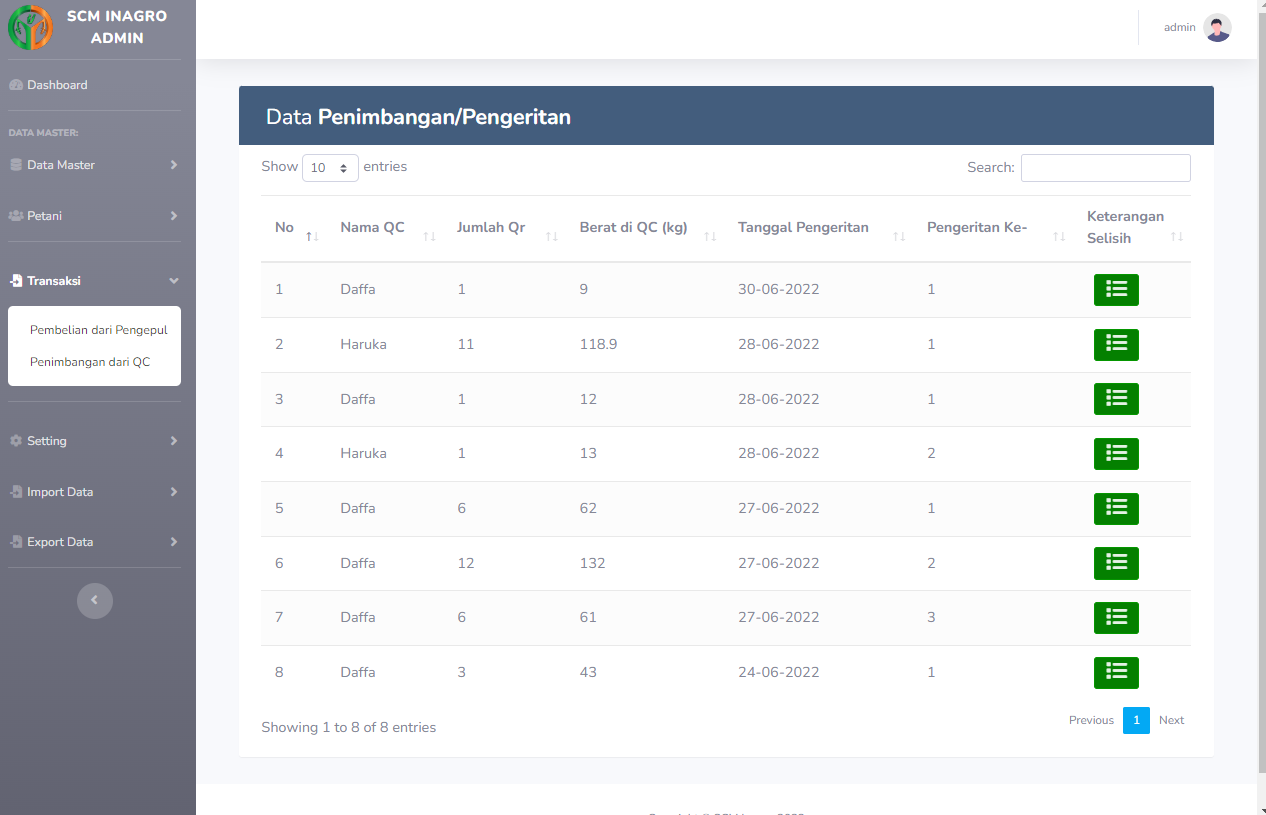 SCM INAGRO
ADMIN
admin
Dashboard
DATA MASTER:
Data Master
Petani
Transaksi
Pembelian dari Pengepul
Penimbangan dari QC
Setting
Import Data
Export Data
Data Penimbangan/Pengeritan
Show 10 entries
Search:
No Nama QC Jumlah Qr Berat di QC (kg) Tanggal Pengeritan Pengeritan Ke- Keterangan Selisih
1 Daffa 1 9 30-06-2022 1
2 Haruka 11 118.9 28-06-2022 1
3 Daffa 1 12 28-06-2022 1
4 Haruka 1 13 28-06-2022 2
5 Daffa 6 62 27-06-2022 1
6 Daffa 12 132 27-06-2022 2
7 Daffa 6 61 27-06-2022 3
8 Daffa 3 43 24-06-2022 1
Showing 1 to 8 of 8 entries
Previous 1 Next